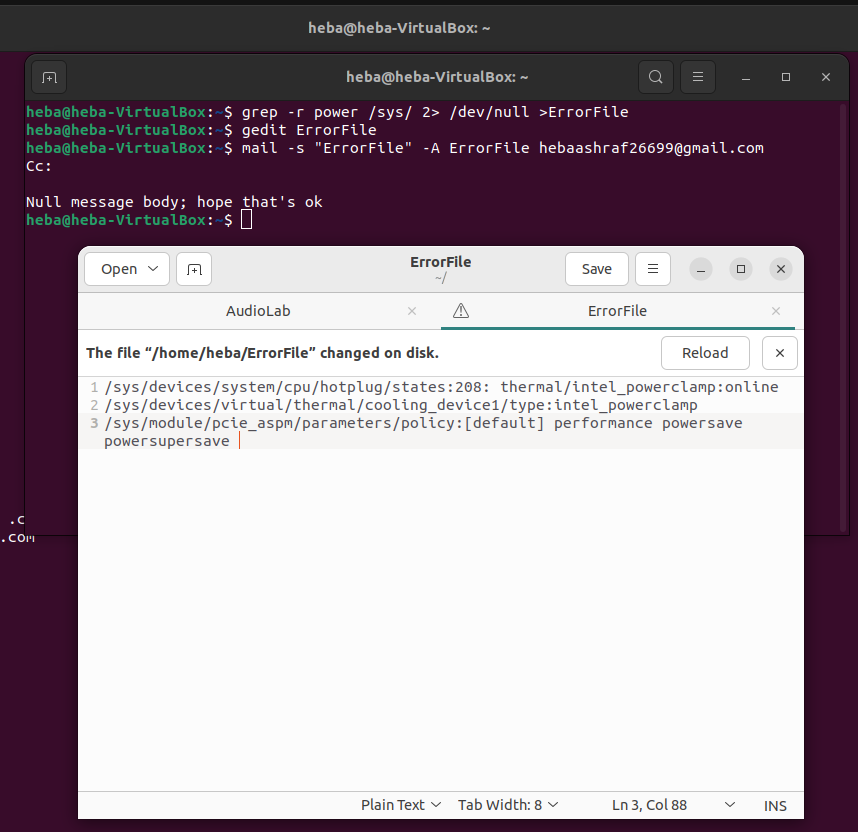 heba@heba-VirtualBox: ~
heba@heba-VirtualBox: ~
heba@heba-VirtualBox:~$ grep -r power /sys/ 2> /dev/null >ErrorFile
heba@heba-VirtualBox:~$ gedit ErrorFile
heba@heba-VirtualBox:~$ mail -s "ErrorFile" -A ErrorFile hebaashraf26699@gmail.com
Cc:
Null message body; hope that's ok
heba@heba-VirtualBox:~$
Open
ErrorFile
~/
Save
AudioLab
ErrorFile
The file “/home/heba/ErrorFile” changed on disk.
Reload
1 /sys/devices/system/cpu/hotplug/states:208: thermal/intel_powerclamp:online
2 /sys/devices/virtual/thermal/cooling_device1/type:intel_powerclamp
3 /sys/module/pcie_aspm/parameters/policy:[default] performance powersave
powersupersave
.c
.com
Plain Text
Tab Width: 8
Ln 3, Col 88
INS